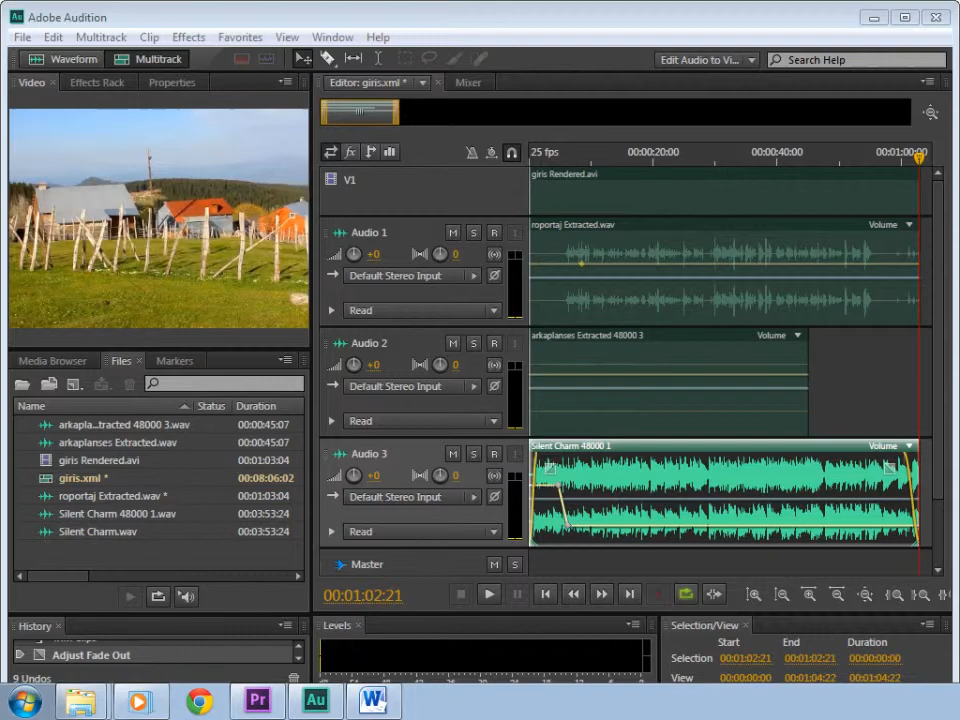 Au Adobe Audition
File Edit Multitrack Clip Effects Favorites View Window Help
Waveform Multitrack Edit Audio to Vi... Search Help
Video Effects Rack Properties Editor: giris.xml * Mixer
25 fps 00:00:20:00 00:00:40:00 00:01:00:00
V1 giris Rendered.avi
Audio 1 M S R I roportaj Extracted.wav Volume
+0 0
Default Stereo Input
Read
Audio 2 M S R I arkaplanses Extracted 48000 3 Volume
+0 0
Default Stereo Input
Read
Audio 3 M S R I Silent Charm 48000 1 Volume
+0 0
Default Stereo Input
Read
Master M S
00:01:02:21
Media Browser Files Markers
Name Status Duration
arkapla...tracted 48000 3.wav 00:00:45:07
arkaplanses Extracted.wav 00:00:45:07
giris Rendered.avi 00:01:03:04
giris.xml * 00:08:06:02
roportaj Extracted.wav * 00:01:03:04
Silent Charm 48000 1.wav 00:03:53:24
Silent Charm.wav 00:03:53:24
History Levels Selection/View
Adjust Fade Out
9 Undos
Start End Duration
Selection 00:01:02:21 00:01:02:21 00:00:00:00
View 00:00:00:00 00:01:04:22 00:01:04:22
Pr Au W